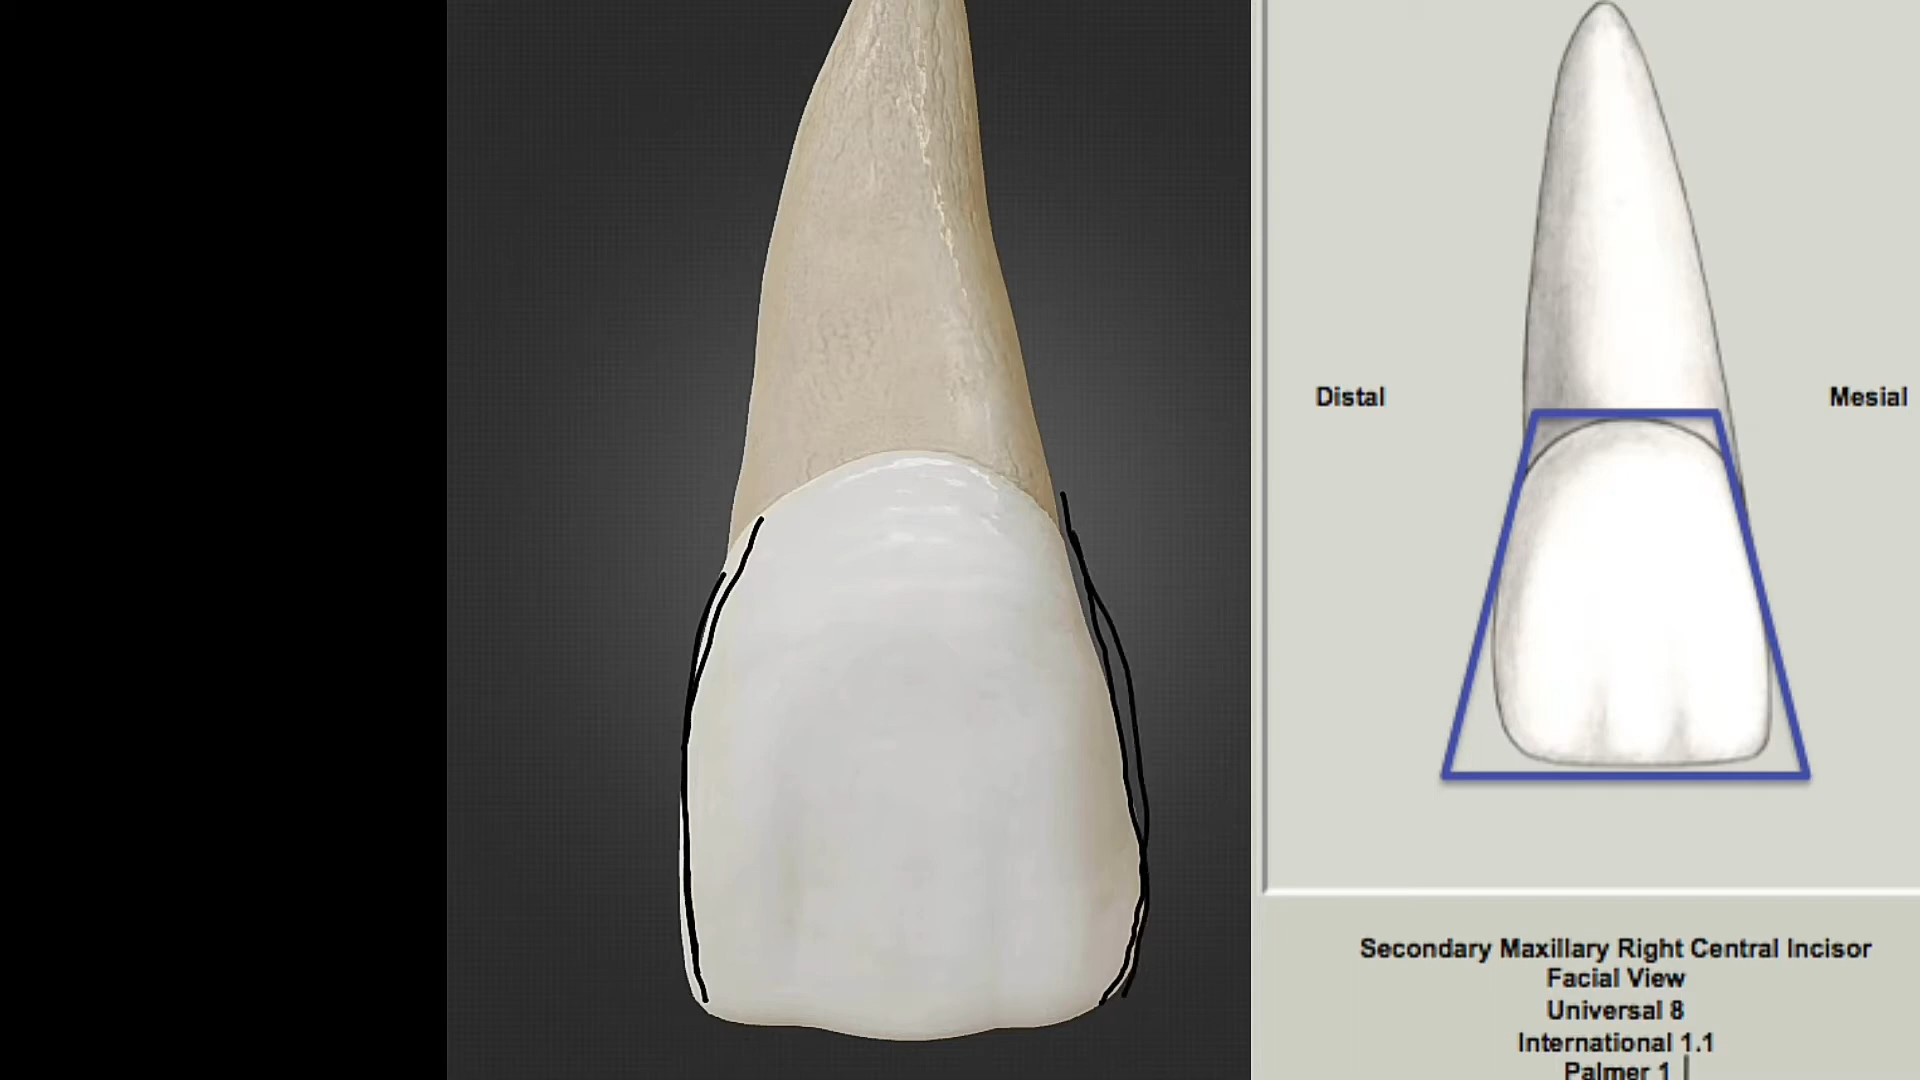 Distal
Mesial
Secondary Maxillary Right Central Incisor
Facial View
Universal 8
International 1.1
Palmer 1|